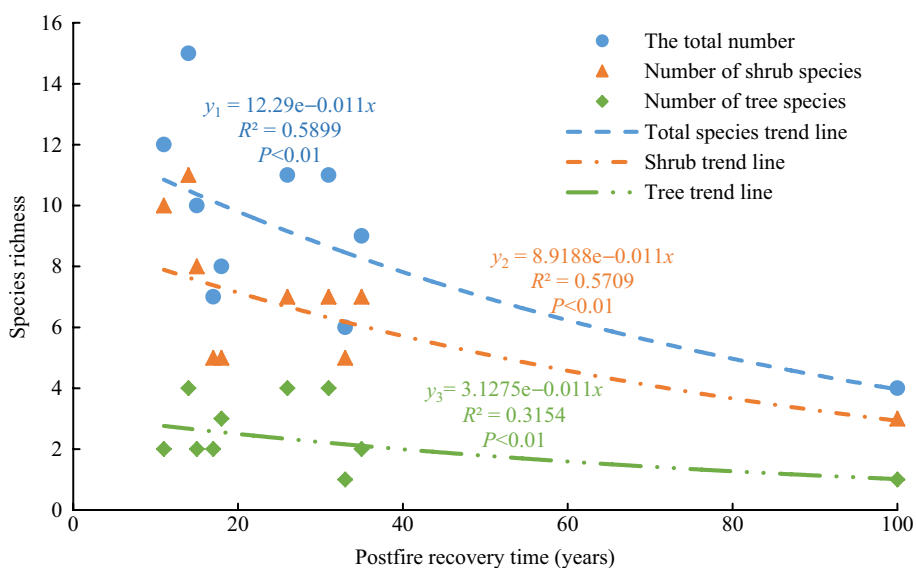 16
14
12
10
8
6
4
2
0
Species richness
0
20
40
60
80
100
Postfire recovery time (years)
The total number
Number of shrub species
Number of tree species
Total species trend line
Shrub trend line
Tree trend line
y₁ = 12.29e−0.011x
R² = 0.5899
P<0.01
y₂ = 8.9188e−0.011x
R² = 0.5709
P<0.01
y₃= 3.1275e−0.011x
R² = 0.3154
P<0.01